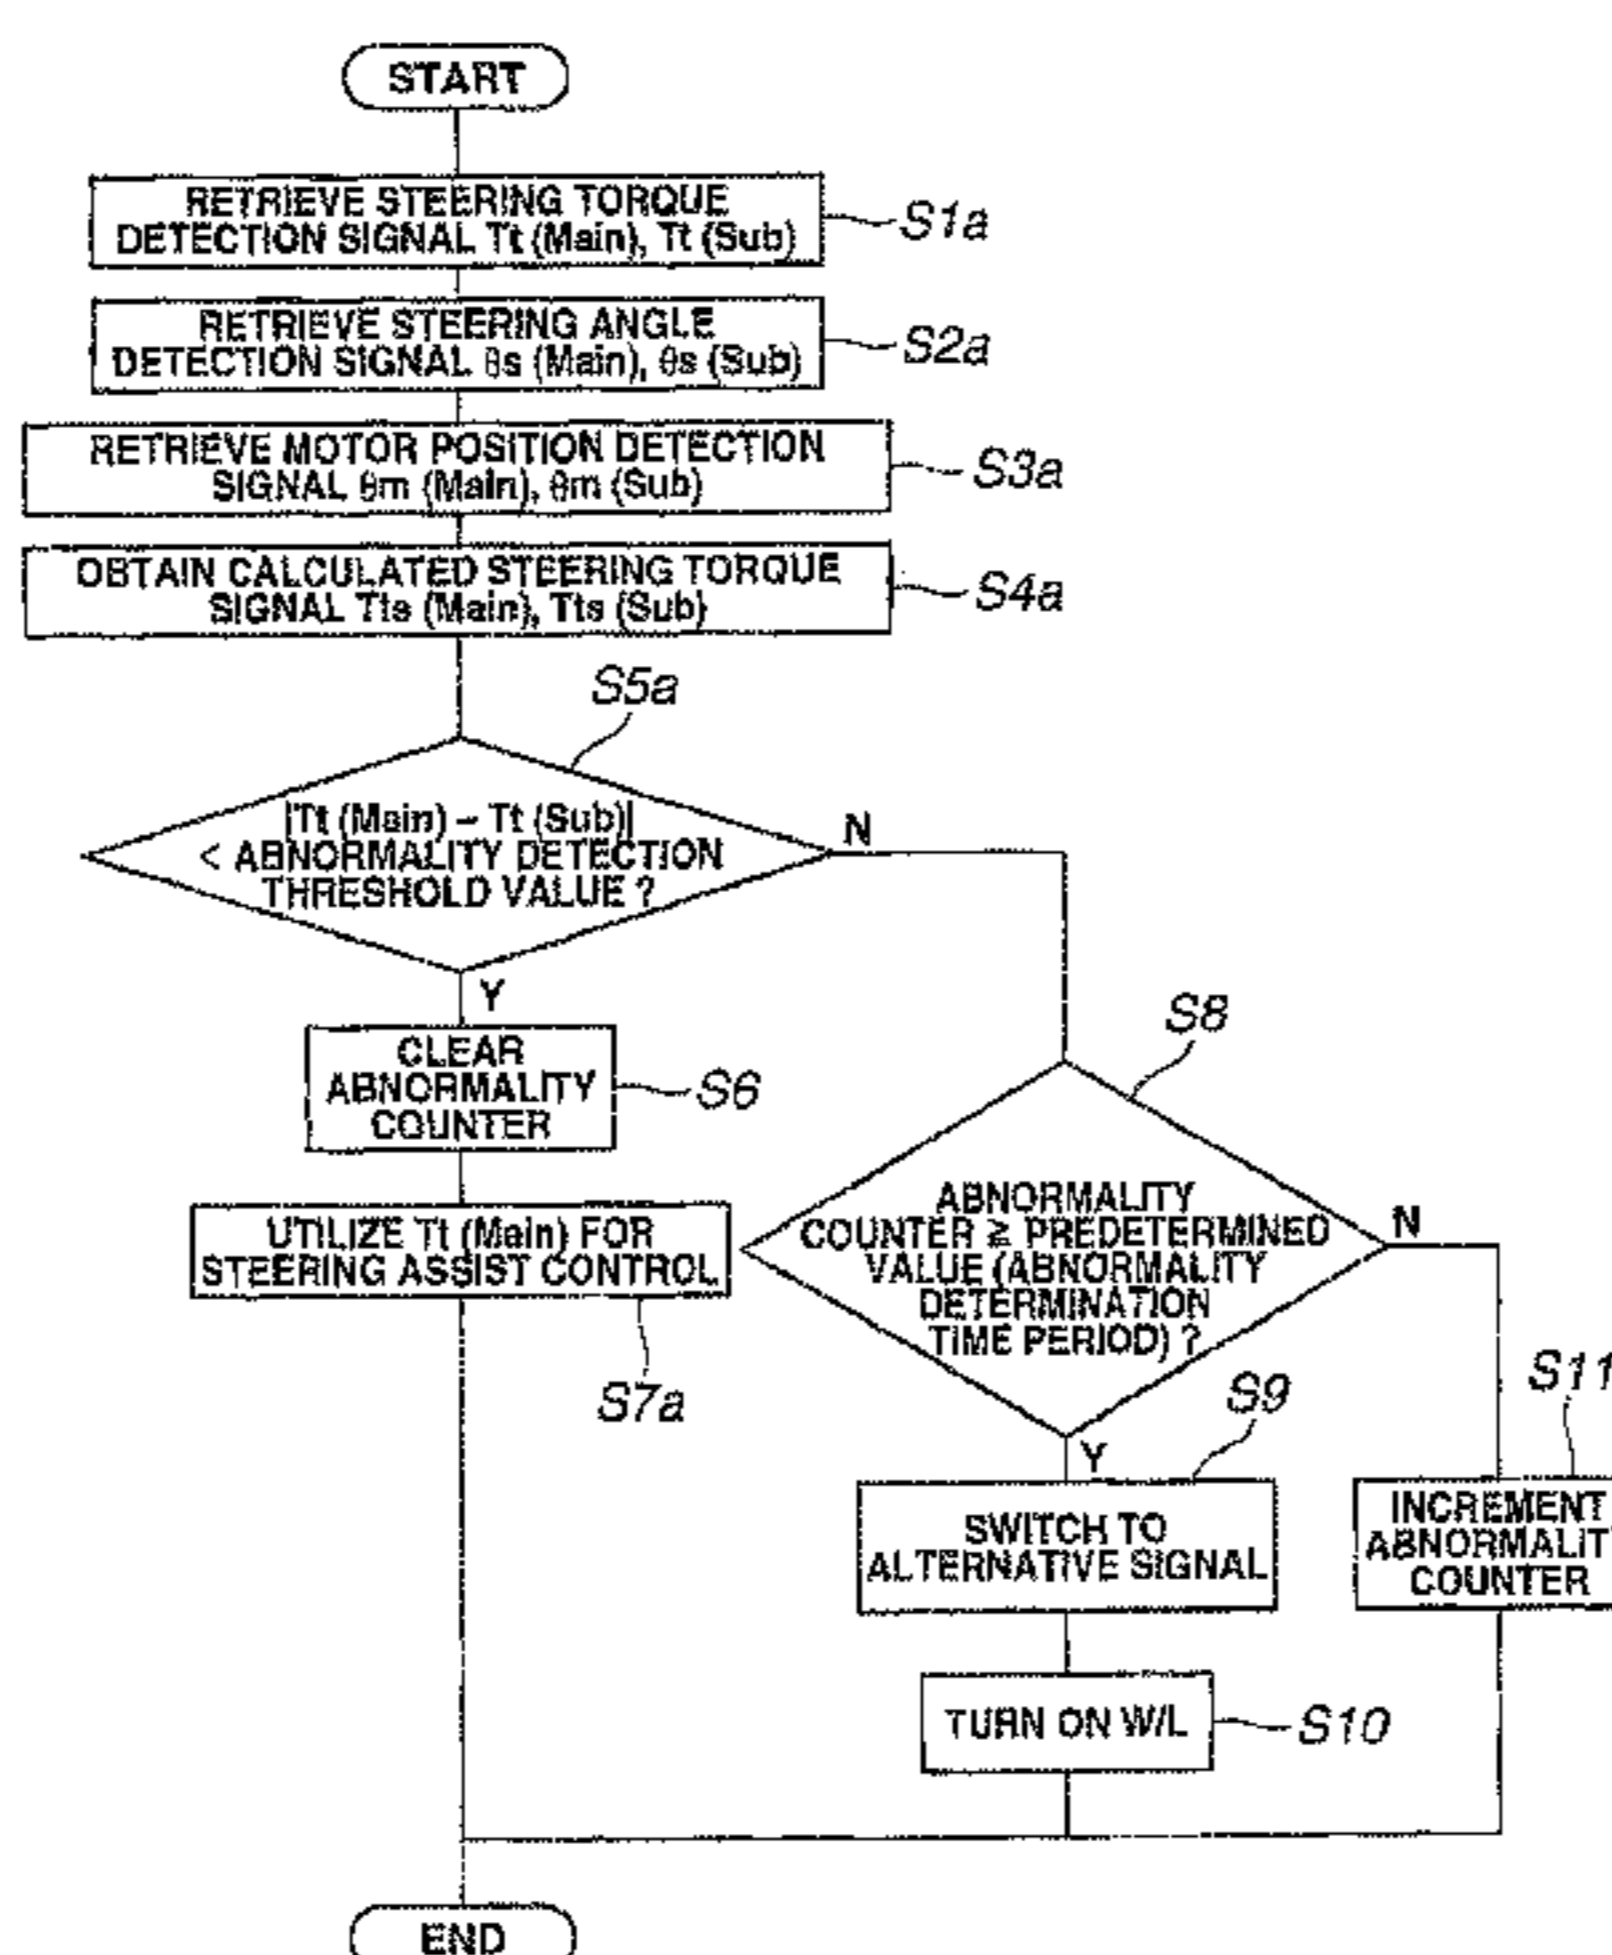 START
RETRIEVE STEERING TORQUE
DETECTION SIGNAL Tt (Main), Tt (Sub)
S1a
RETRIEVE STEERING ANGLE
DETECTION SIGNAL θs (Main), θs (Sub)
S2a
RETRIEVE MOTOR POSITION DETECTION
SIGNAL θm (Main), θm (Sub)
S3a
OBTAIN CALCULATED STEERING TORQUE
SIGNAL Tts (Main), Tts (Sub)
S4a
S5a
|Tt (Main) – Tt (Sub)|
< ABNORMALITY DETECTION
THRESHOLD VALUE ?
N
Y
CLEAR
ABNORMALITY
COUNTER
S6
UTILIZE Tt (Main) FOR
STEERING ASSIST CONTROL
S7a
S8
ABNORMALITY
COUNTER ≧ PREDETERMINED
VALUE (ABNORMALITY
DETERMINATION
TIME PERIOD) ?
N
Y
S9
SWITCH TO
ALTERNATIVE SIGNAL
S11
INCREMENT
ABNORMALIT
COUNTER
TURN ON W/L
S10
END